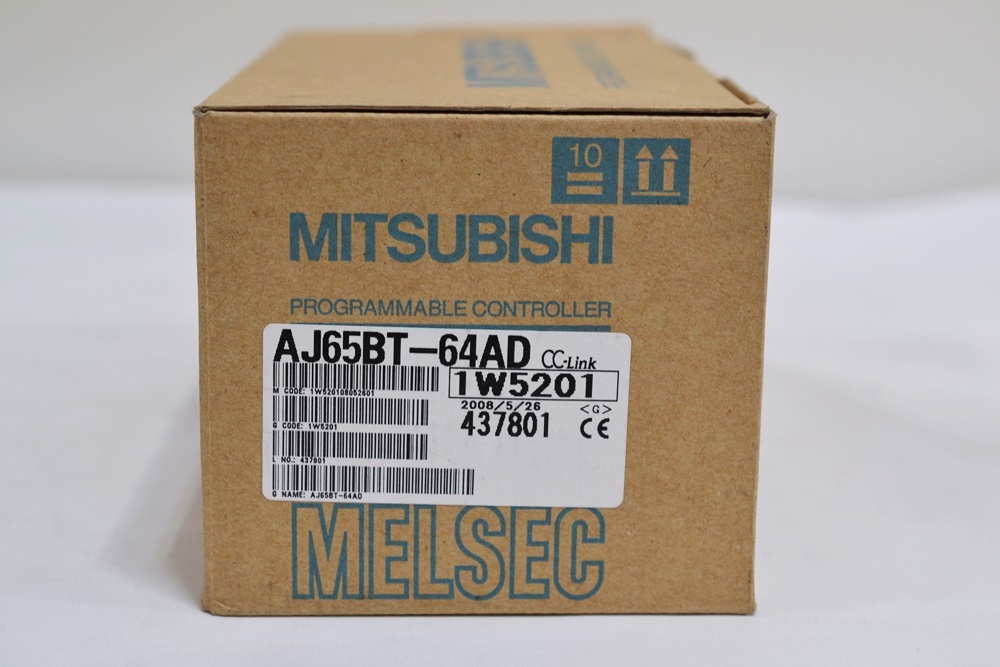 MITSUBISHI
10
MITSUBISHI
PROGRAMMABLE CONTROLLER
AJ65BT-64AD CC-Link
M CODE: 1W520108052601
1W5201
2008/5/26 <G>
G CODE: 1W5201
437801 CE
L NO.: 437801
G NAME: AJ65BT-64AD
MELSEC